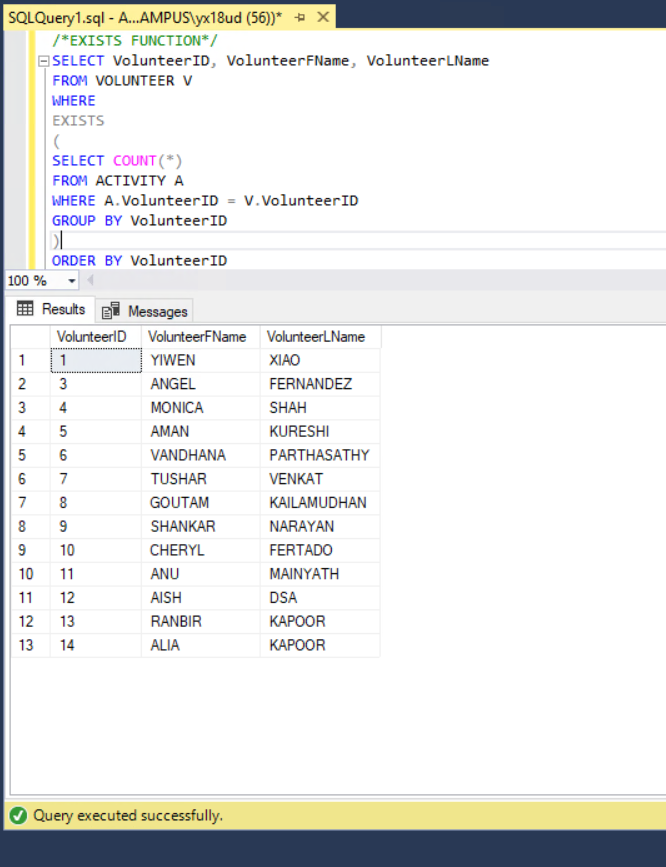 SQLQuery1.sql - A...AMPUS\yx18ud (56))*
/*EXISTS FUNCTION*/
SELECT VolunteerID, VolunteerFName, VolunteerLName
FROM VOLUNTEER V
WHERE
EXISTS
(
SELECT COUNT(*)
FROM ACTIVITY A
WHERE A.VolunteerID = V.VolunteerID
GROUP BY VolunteerID
)
ORDER BY VolunteerID
100 %
Results Messages
VolunteerID VolunteerFName VolunteerLName
1 1 YIWEN XIAO
2 3 ANGEL FERNANDEZ
3 4 MONICA SHAH
4 5 AMAN KURESHI
5 6 VANDHANA PARTHASATHY
6 7 TUSHAR VENKAT
7 8 GOUTAM KAILAMUDHAN
8 9 SHANKAR NARAYAN
9 10 CHERYL FERTADO
10 11 ANU MAINYATH
11 12 AISH DSA
12 13 RANBIR KAPOOR
13 14 ALIA KAPOOR
Query executed successfully.